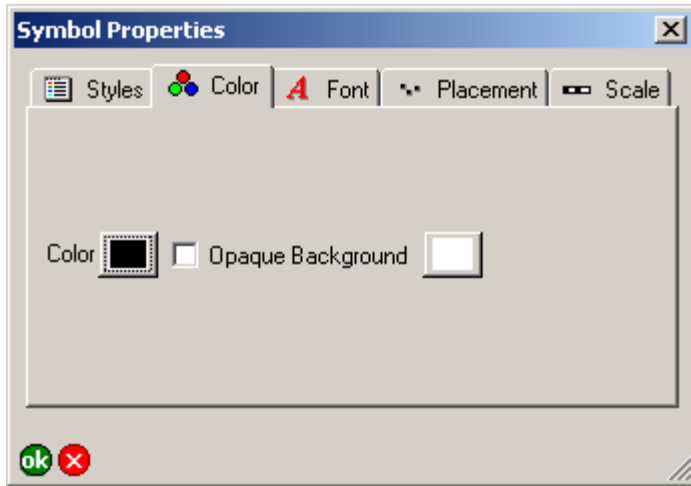 Symbol Properties
Styles Color A Font Placement Scale
Color Opaque Background
ok